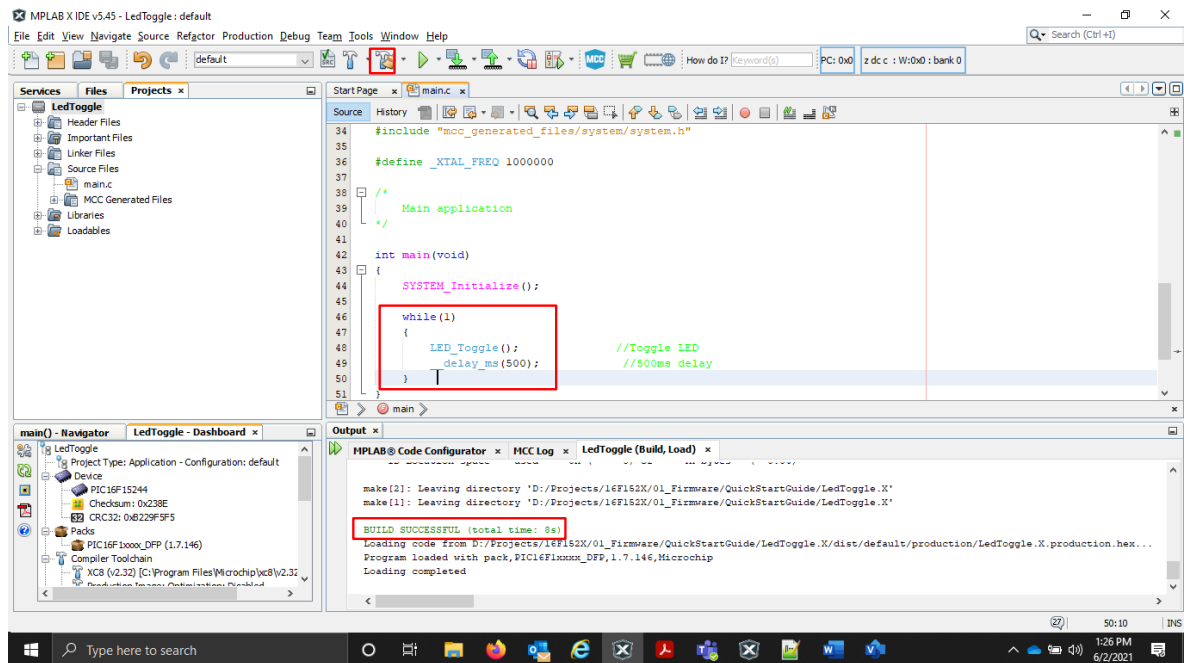 MPLAB X IDE v5.45 - LedToggle : default
File Edit View Navigate Source Refactor Production Debug Team Tools Window Help
Search (Ctrl+I)
default
MCC
How do I? Keyword(s)
PC: 0x0
z dc c : W:0x0 : bank 0
Services Files Projects
LedToggle
Header Files
Important Files
Linker Files
Source Files
main.c
MCC Generated Files
Libraries
Loadables
Start Page main.c
Source History
34 #include "mcc_generated_files/system/system.h"
35
36 #define _XTAL_FREQ 1000000
37
38 /*
39 Main application
40 */
41
42 int main(void)
43 {
44 SYSTEM_Initialize();
45
46 while(1)
47 {
48 LED_Toggle(); //Toggle LED
49 __delay_ms(500); //500ms delay
50 }
51 }
main
main() - Navigator LedToggle - Dashboard
LedToggle
Project Type: Application - Configuration: default
Device
PIC16F15244
Checksum: 0x238E
CRC32: 0xB229F5F5
Packs
PIC16F1xxxx_DFP (1.7.146)
Compiler Toolchain
XC8 (v2.32) [C:\Program Files\Microchip\xc8\v2.32
Production Image: Optimization: Disabled
Output
MPLAB® Code Configurator MCC Log LedToggle (Build, Load)
make[2]: Leaving directory 'D:/Projects/16F152X/01_Firmware/QuickStartGuide/LedToggle.X'
make[1]: Leaving directory 'D:/Projects/16F152X/01_Firmware/QuickStartGuide/LedToggle.X'
BUILD SUCCESSFUL (total time: 8s)
Loading code from D:/Projects/16F152X/01_Firmware/QuickStartGuide/LedToggle.X/dist/default/production/LedToggle.X.production.hex...
Program loaded with pack,PIC16F1xxxx_DFP,1.7.146,Microchip
Loading completed
27
50:10
INS
Type here to search
1:26 PM
6/2/2021